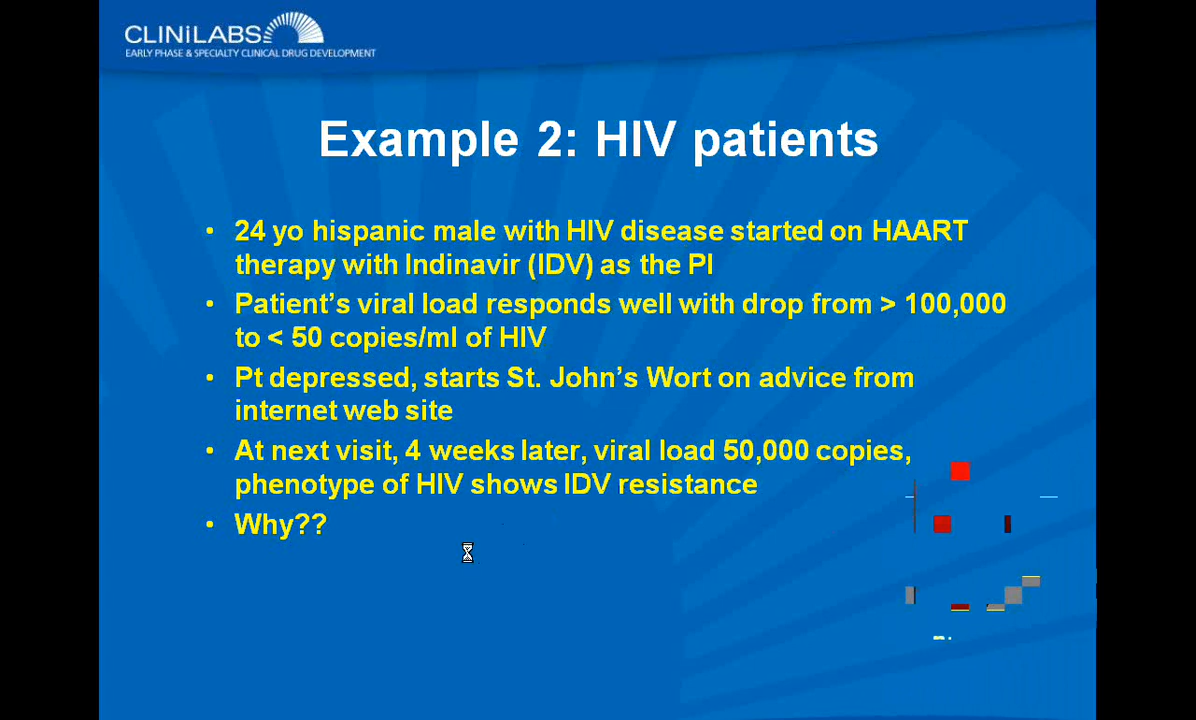 CLINiLABS
EARLY PHASE & SPECIALTY CLINICAL DRUG DEVELOPMENT
Example 2: HIV patients
• 24 yo hispanic male with HIV disease started on HAART
therapy with Indinavir (IDV) as the PI
• Patient’s viral load responds well with drop from > 100,000
to < 50 copies/ml of HIV
• Pt depressed, starts St. John’s Wort on advice from
internet web site
• At next visit, 4 weeks later, viral load 50,000 copies,
phenotype of HIV shows IDV resistance
• Why??